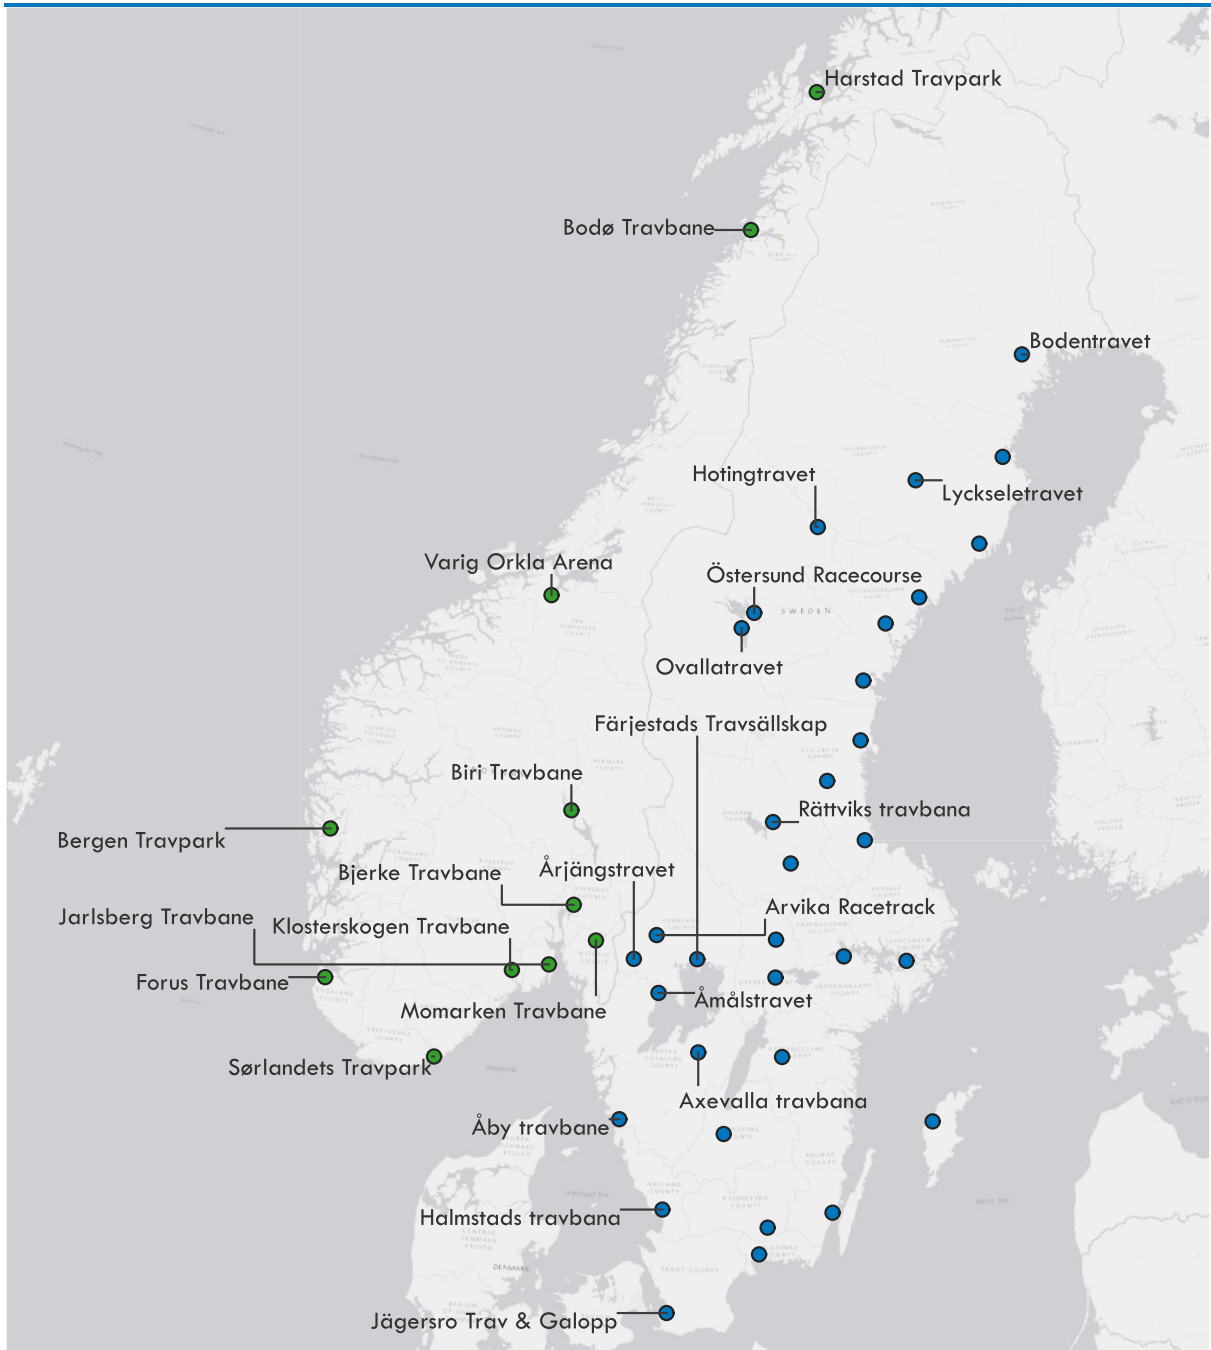 Harstad Travpark
Bodø Travbane
Bodentravet
Hotingtravet
Lyckseletravet
Varig Orkla Arena
Östersund Racecourse
SWEDEN
Ovallatravet
Färjestads Travsällskap
Biri Travbane
Rättviks travbana
Bergen Travpark
Bjerke Travbane
Årjängstravet
Jarlsberg Travbane
Klosterskogen Travbane
Arvika Racetrack
Forus Travbane
Momarken Travbane
Åmålstravet
Sørlandets Travpark
Axevalla travbana
Åby travbane
Halmstads travbana
DENMARK
Jägersro Trav & Galopp